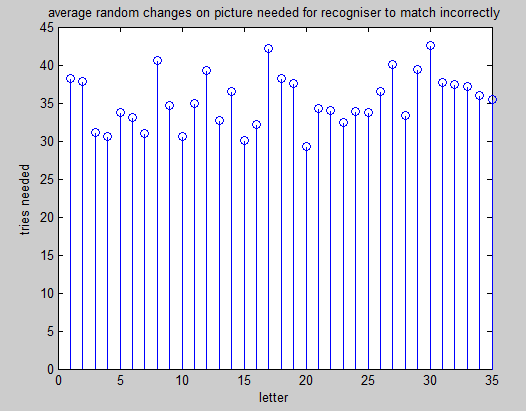 average random changes on picture needed for recogniser to match incorrectly
45
40
35
30
25
20
15
10
5
0
tries needed
0 5 10 15 20 25 30 35
letter